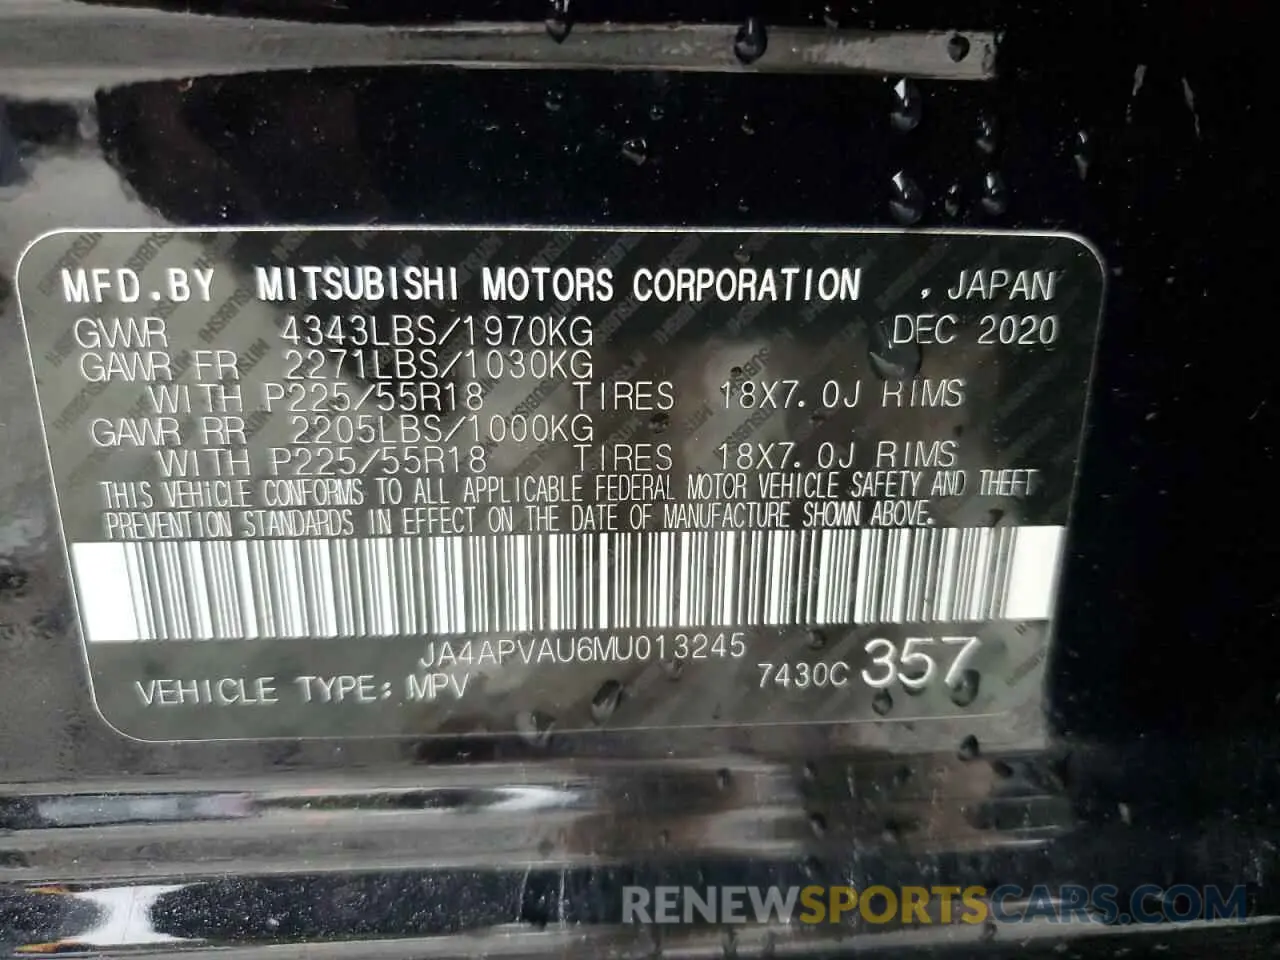 MFD.BY MITSUBISHI MOTORS CORPORATION , JAPAN
GVWR 4343LBS/1970KG DEC 2020
GAWR FR 2271LBS/1030KG
WITH P225/55R18 TIRES 18X7.0J RIMS
GAWR RR 2205LBS/1000KG
WITH P225/55R18 TIRES 18X7.0J RIMS
THIS VEHICLE CONFORMS TO ALL APPLICABLE FEDERAL MOTOR VEHICLE SAFETY AND THEFT
PREVENTION STANDARDS IN EFFECT ON THE DATE OF MANUFACTURE SHOWN ABOVE.
JA4APVAU6MU013245
VEHICLE TYPE: MPV 7430C 357
RENEWSPORTSCARS.COM